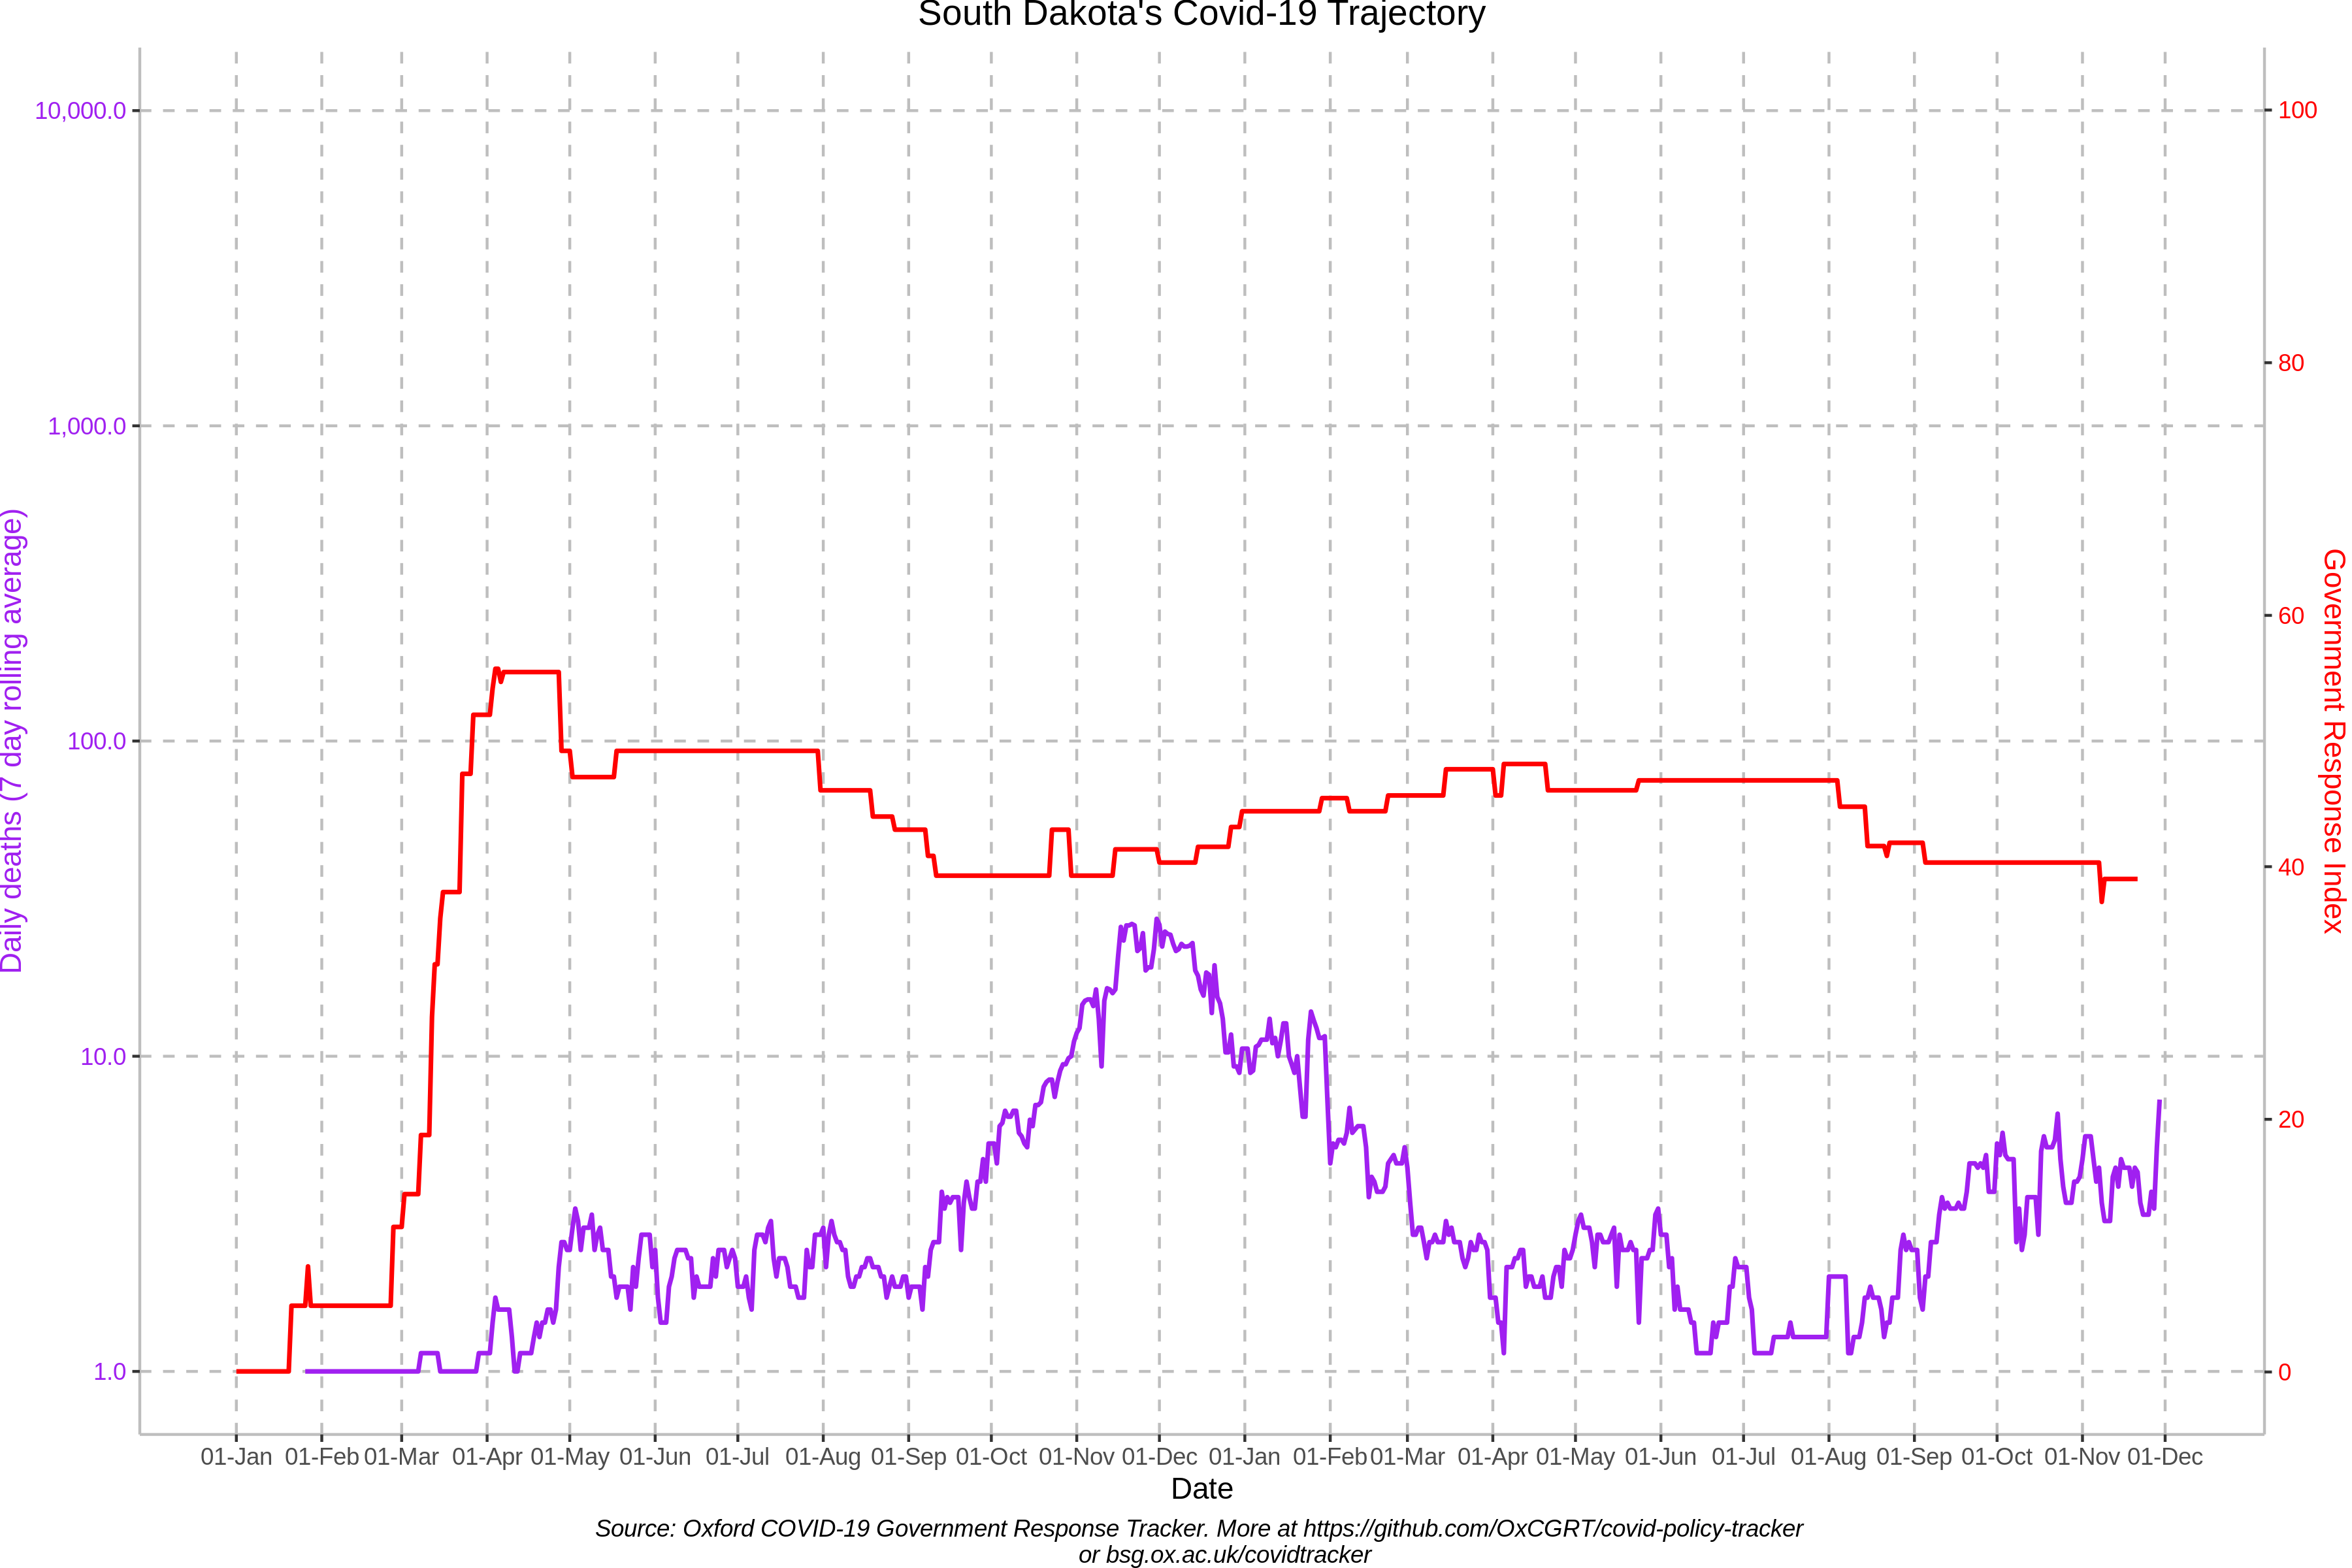 South Dakota's Covid-19 Trajectory
10,000.0
1,000.0
100.0
10.0
1.0
Daily deaths (7 day rolling average)
100
80
60
40
20
0
Government Response Index
01-Jan 01-Feb 01-Mar 01-Apr 01-May 01-Jun 01-Jul 01-Aug 01-Sep 01-Oct 01-Nov 01-Dec 01-Jan 01-Feb 01-Mar 01-Apr 01-May 01-Jun 01-Jul 01-Aug 01-Sep 01-Oct 01-Nov 01-Dec
Date
Source: Oxford COVID-19 Government Response Tracker. More at https://github.com/OxCGRT/covid-policy-tracker
or bsg.ox.ac.uk/covidtracker